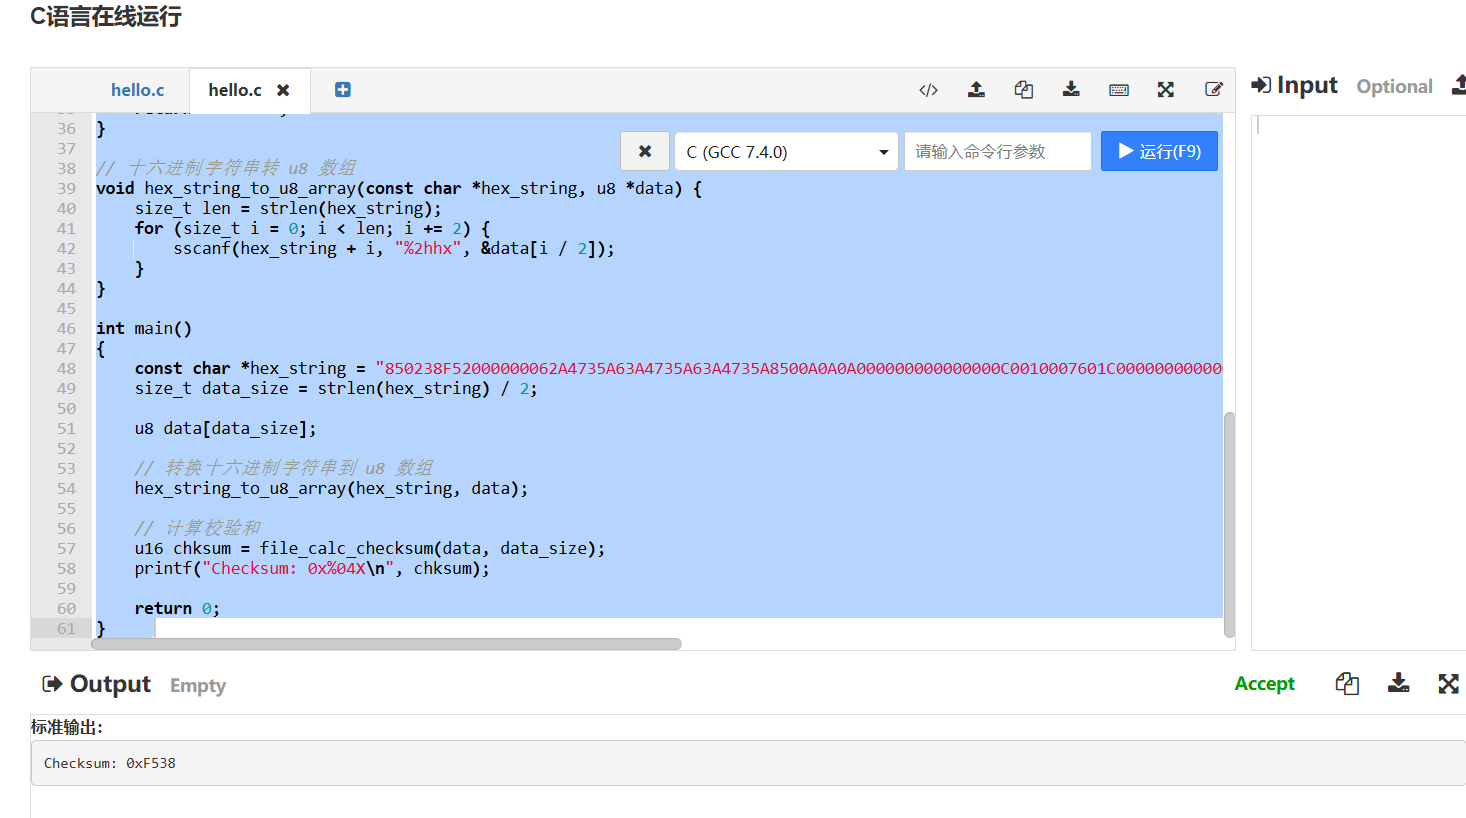 C语言在线运行
hello.c
hello.c
Input Optional
C (GCC 7.4.0)
请输入命令行参数
运行(F9)
36 }
37
38 // 十六进制字符串转 u8 数组
39 void hex_string_to_u8_array(const char *hex_string, u8 *data) {
40     size_t len = strlen(hex_string);
41     for (size_t i = 0; i < len; i += 2) {
42         sscanf(hex_string + i, "%2hhx", &data[i / 2]);
43     }
44 }
45
46 int main()
47 {
48     const char *hex_string = "850238F52000000062A4735A63A4735A63A4735A8500A0A0A000000000000000C0010007601C00000000000
49     size_t data_size = strlen(hex_string) / 2;
50
51     u8 data[data_size];
52
53     // 转换十六进制字符串到 u8 数组
54     hex_string_to_u8_array(hex_string, data);
55
56     // 计算校验和
57     u16 chksum = file_calc_checksum(data, data_size);
58     printf("Checksum: 0x%04X\n", chksum);
59
60     return 0;
61 }
Output Empty
Accept
标准输出:
Checksum: 0xF538